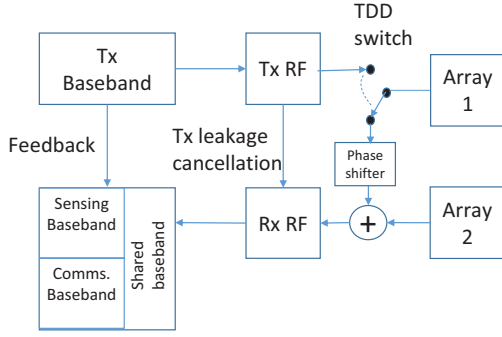 TDD
switch
Tx
Baseband
Tx RF
Array
1
Feedback
Tx leakage
cancellation
Phase
shifter
Sensing
Baseband
Comms.
Baseband
Shared
baseband
Rx RF
+
Array
2